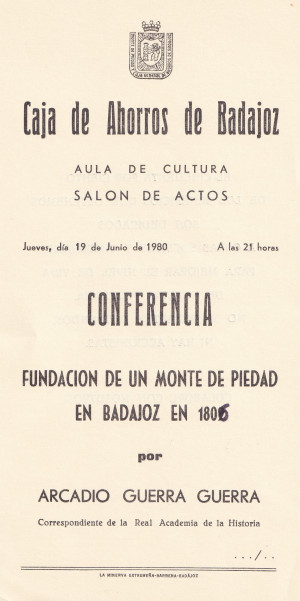 Caja de Ahorros de Badajoz
AULA DE CULTURA
SALON DE ACTOS
Jueves, día 19 de Junio de 1980 A las 21 horas
CONFERENCIA
FUNDACION DE UN MONTE DE PIEDAD
EN BADAJOZ EN 1806
por
ARCADIO GUERRA GUERRA
Correspondiente de la Real Academia de la Historia
.../..
LA MINERVA EXTREMEÑA-BARRENA-BADAJOZ